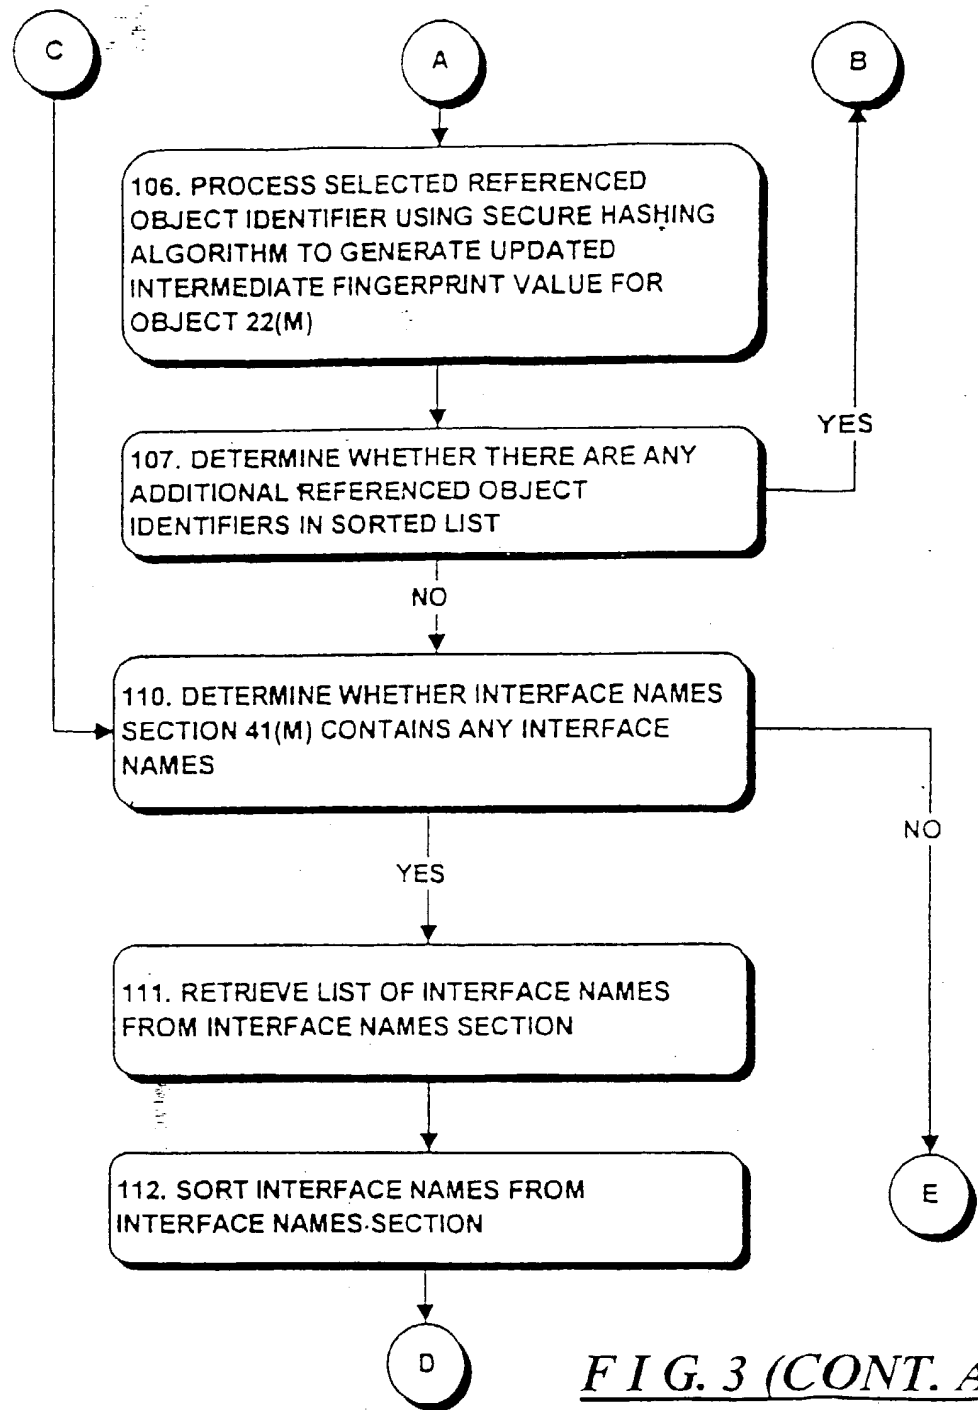 C
A
B
106. PROCESS SELECTED REFERENCED
OBJECT IDENTIFIER USING SECURE HASHING
ALGORITHM TO GENERATE UPDATED
INTERMEDIATE FINGERPRINT VALUE FOR
OBJECT 22(M)
YES
107. DETERMINE WHETHER THERE ARE ANY
ADDITIONAL REFERENCED OBJECT
IDENTIFIERS IN SORTED LIST
NO
110. DETERMINE WHETHER INTERFACE NAMES
SECTION 41(M) CONTAINS ANY INTERFACE
NAMES
NO
YES
111. RETRIEVE LIST OF INTERFACE NAMES
FROM INTERFACE NAMES SECTION
112. SORT INTERFACE NAMES FROM
INTERFACE NAMES SECTION
E
D
FIG. 3 (CONT. A